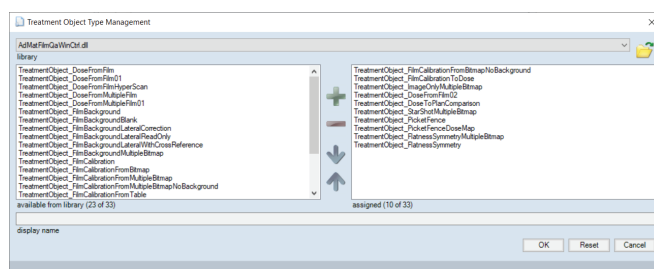 Treatment Object Type Management
AdMatFilmQaWinCtrl.dll
library
TreatmentObject_DoseFromFilm
TreatmentObject_DoseFromFilm01
TreatmentObject_DoseFromFilmHyperScan
TreatmentObject_DoseFromMultipleFilm
TreatmentObject_DoseFromMultipleFilm01
TreatmentObject_FilmBackground
TreatmentObject_FilmBackgroundBlank
TreatmentObject_FilmBackgroundLateralCorrection
TreatmentObject_FilmBackgroundLateralReadOnly
TreatmentObject_FilmBackgroundLateralWithCrossReference
TreatmentObject_FilmBackgroundMultipleBitmap
TreatmentObject_FilmCalibration
TreatmentObject_FilmCalibrationFromBitmap
TreatmentObject_FilmCalibrationFromMultipleBitmap
TreatmentObject_FilmCalibrationFromMultipleBitmapNoBackground
TreatmentObject_FilmCalibrationFromTable
available from library (23 of 33)
TreatmentObject_FilmCalibrationFromBitmapNoBackground
TreatmentObject_FilmCalibrationToDose
TreatmentObject_ImageOnlyMultipleBitmap
TreatmentObject_DoseFromFilm02
TreatmentObject_DoseToPlanComparison
TreatmentObject_StarShotMultipleBitmap
TreatmentObject_PicketFence
TreatmentObject_PicketFenceDoseMap
TreatmentObject_FlatnessSymmetryMultipleBitmap
TreatmentObject_FlatnessSymmetry
assigned (10 of 33)
display name
OK Reset Cancel